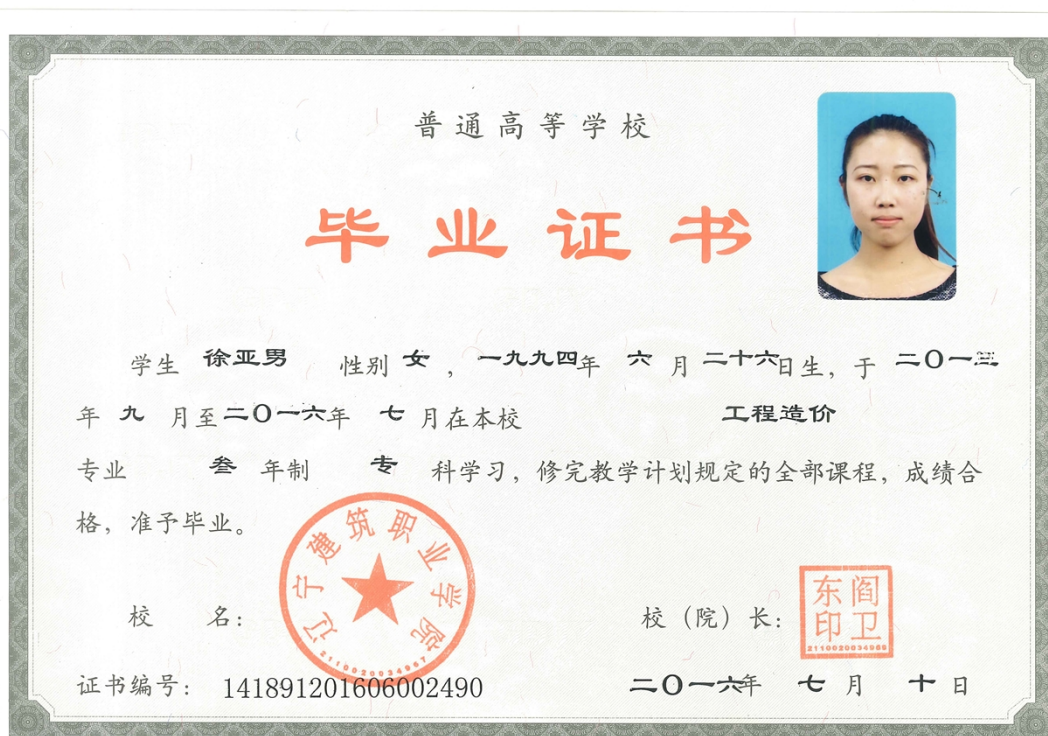 普通高等学校
毕业证书
学生 徐亚男 性别 女 , 一九九四年 六 月 二十六日生, 于 二〇一三
年 九 月至二〇一六年 七 月在本校 工程造价
专业 叁 年制 专 科学习, 修完教学计划规定的全部课程, 成绩合
格, 准予毕业。
辽宁建筑职业学院
2110020034967
校 名:
校（院）长:
阎卫东印
2110020034969
证书编号: 141891201606002490
二〇一六年 七 月 十 日